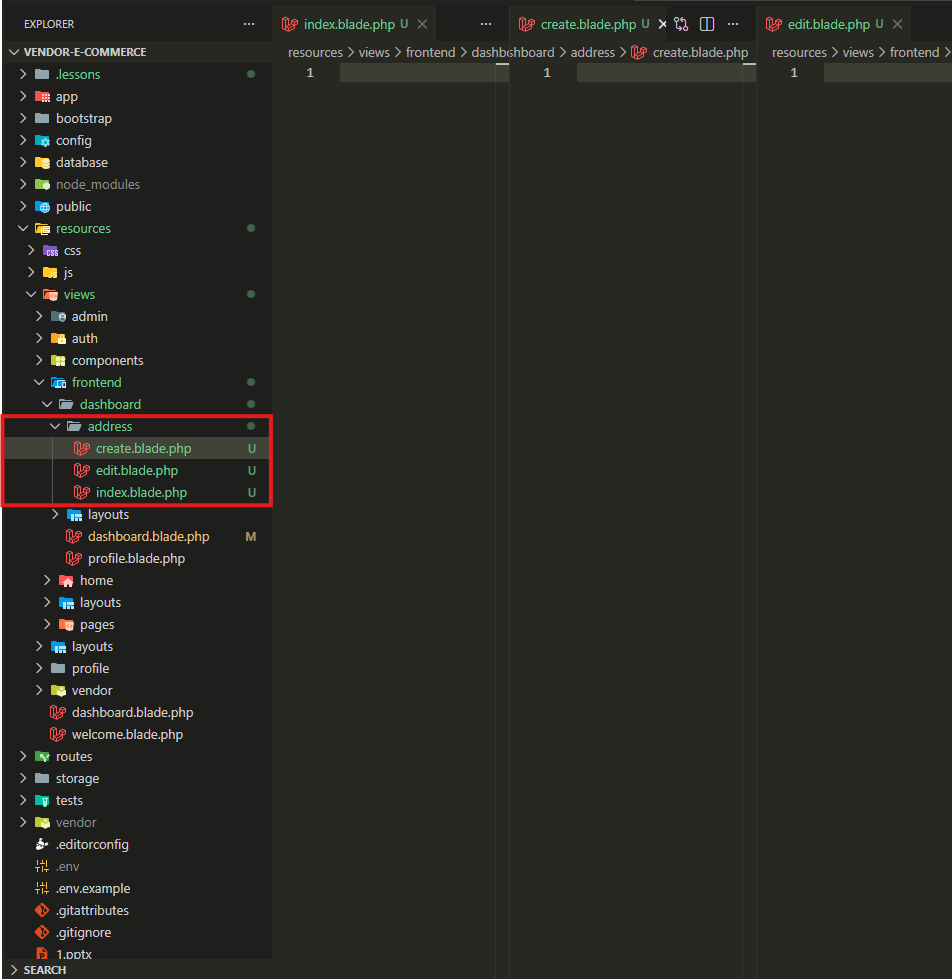 EXPLORER
VENDOR-E-COMMERCE
.lessons
app
bootstrap
config
database
node_modules
public
resources
css
js
views
admin
auth
components
frontend
dashboard
address
create.blade.php U
edit.blade.php U
index.blade.php U
layouts
dashboard.blade.php M
profile.blade.php
home
layouts
pages
layouts
profile
vendor
dashboard.blade.php
welcome.blade.php
routes
storage
tests
vendor
.editorconfig
.env
.env.example
.gitattributes
.gitignore
1.pptx
SEARCH
index.blade.php U
resources > views > frontend > dashb
1
create.blade.php U
shboard > address > create.blade.php
1
edit.blade.php U
resources > views > frontend >
1